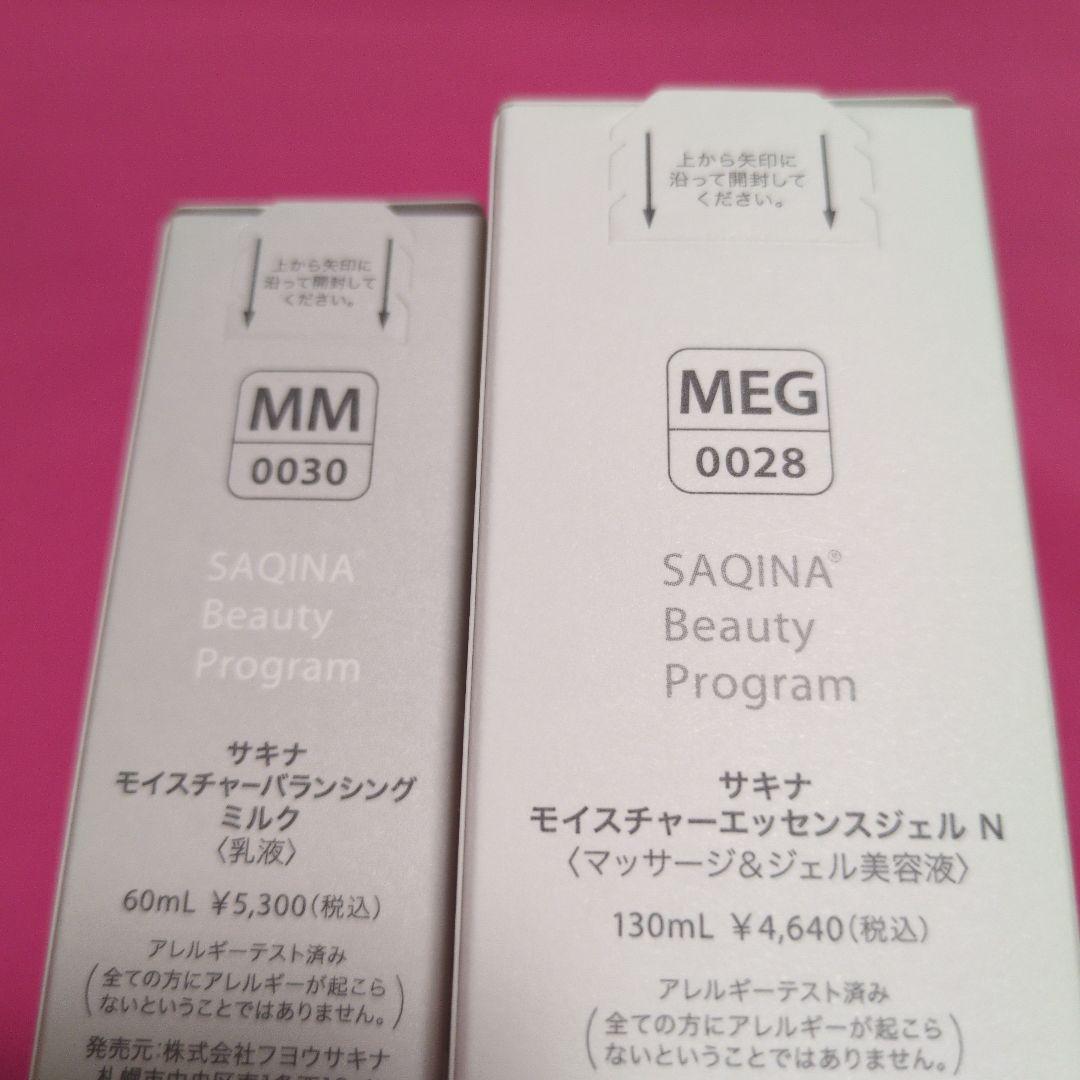 上から矢印に
沿って開封して
ください。
MM
0030
SAQINA®
Beauty
Program
サキナ
モイスチャーバランシング
ミルク
〈乳液〉
60mL ¥5,300(税込)
アレルギーテスト済み
(全ての方にアレルギーが起こら
ないということではありません。)
発売元:株式会社フヨウサキナ
札幌市中央区
上から矢印に
沿って開封して
ください。
MEG
0028
SAQINA®
Beauty
Program
サキナ
モイスチャーエッセンスジェル N
〈マッサージ&ジェル美容液〉
130mL ¥4,640(税込)
アレルギーテスト済み
(全ての方にアレルギーが起こら
ないということではありません。)